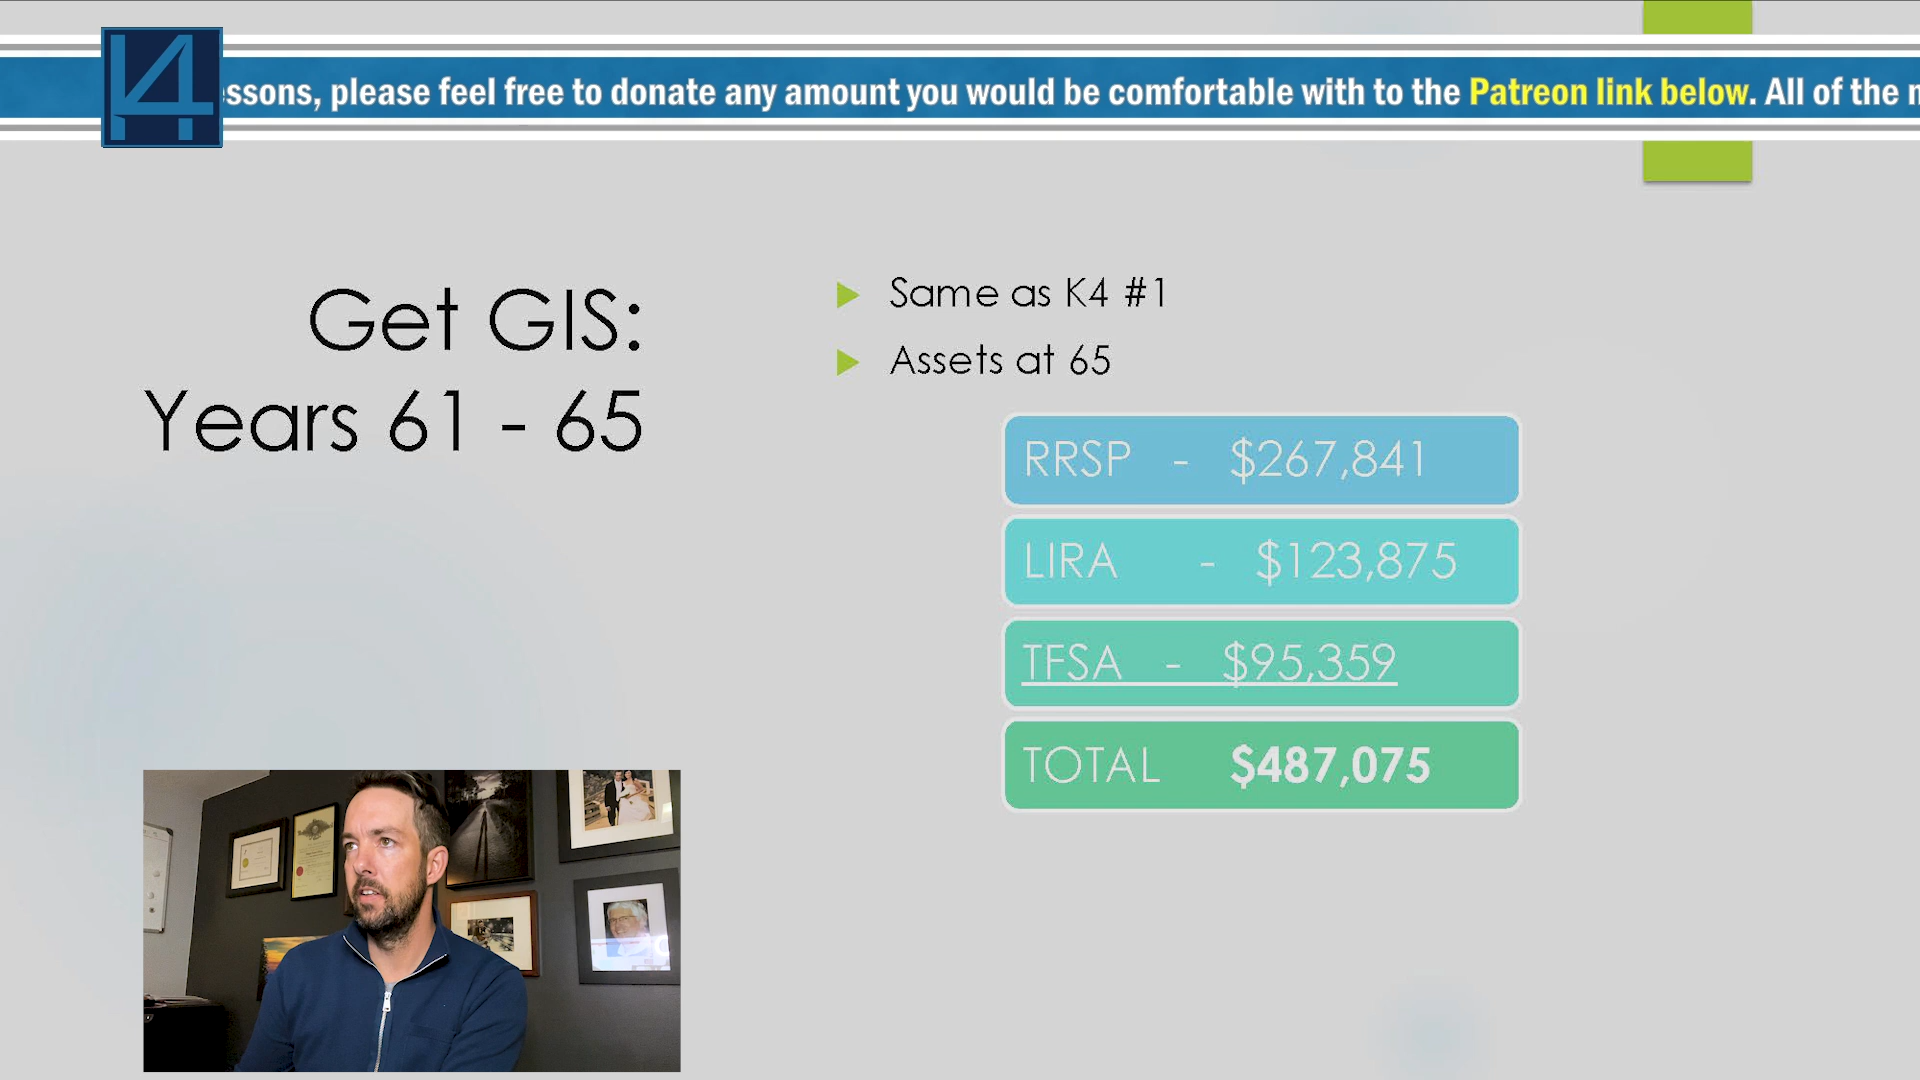 essons, please feel free to donate any amount you would be comfortable with to the Patreon link below. All of the
Get GIS:
Years 61 - 65
Same as K4 #1
Assets at 65
RRSP - $267,841
LIRA - $123,875
TFSA - $95,359
TOTAL $487,075